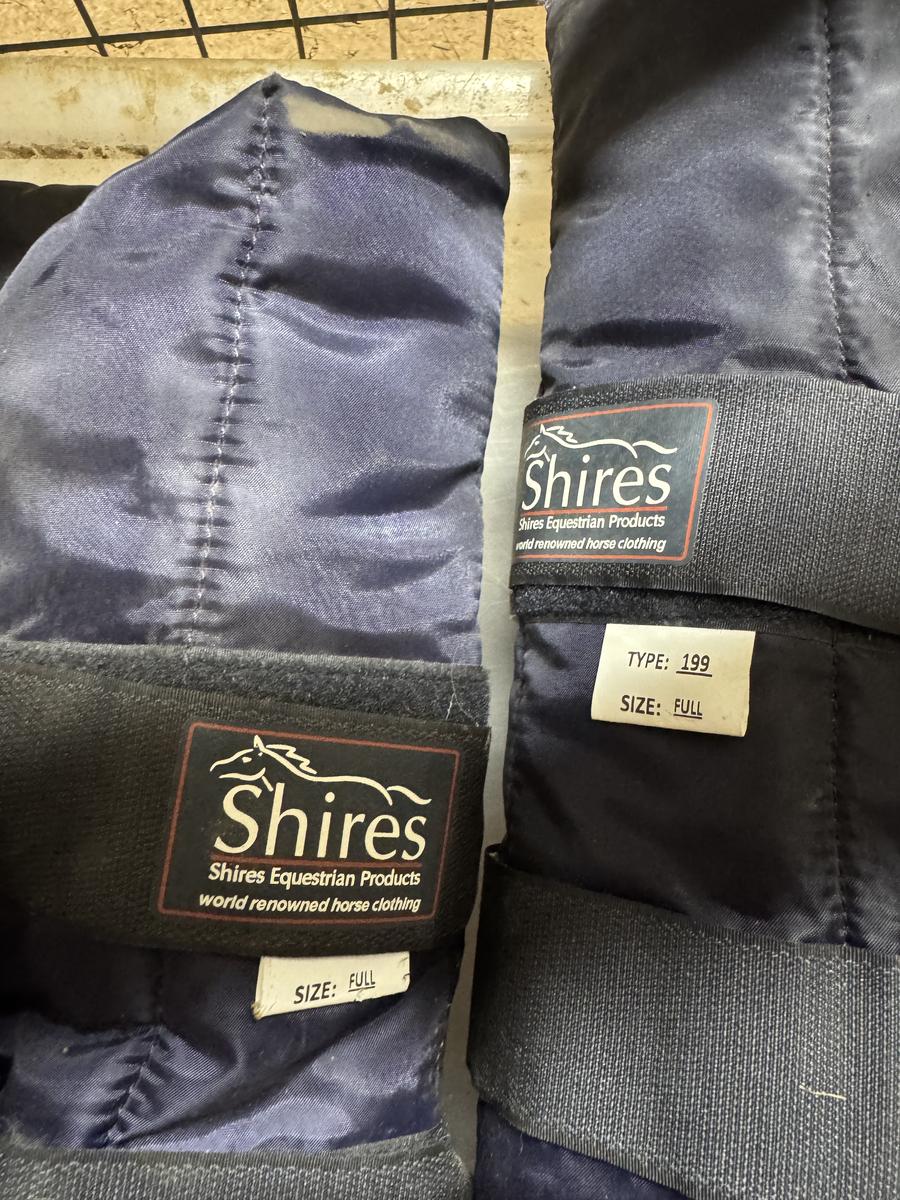 Shires
Shires Equestrian Products
world renowned horse clothing
SIZE: FULL
Shires
Shires Equestrian Products
world renowned horse clothing
TYPE: 199
SIZE: FULL